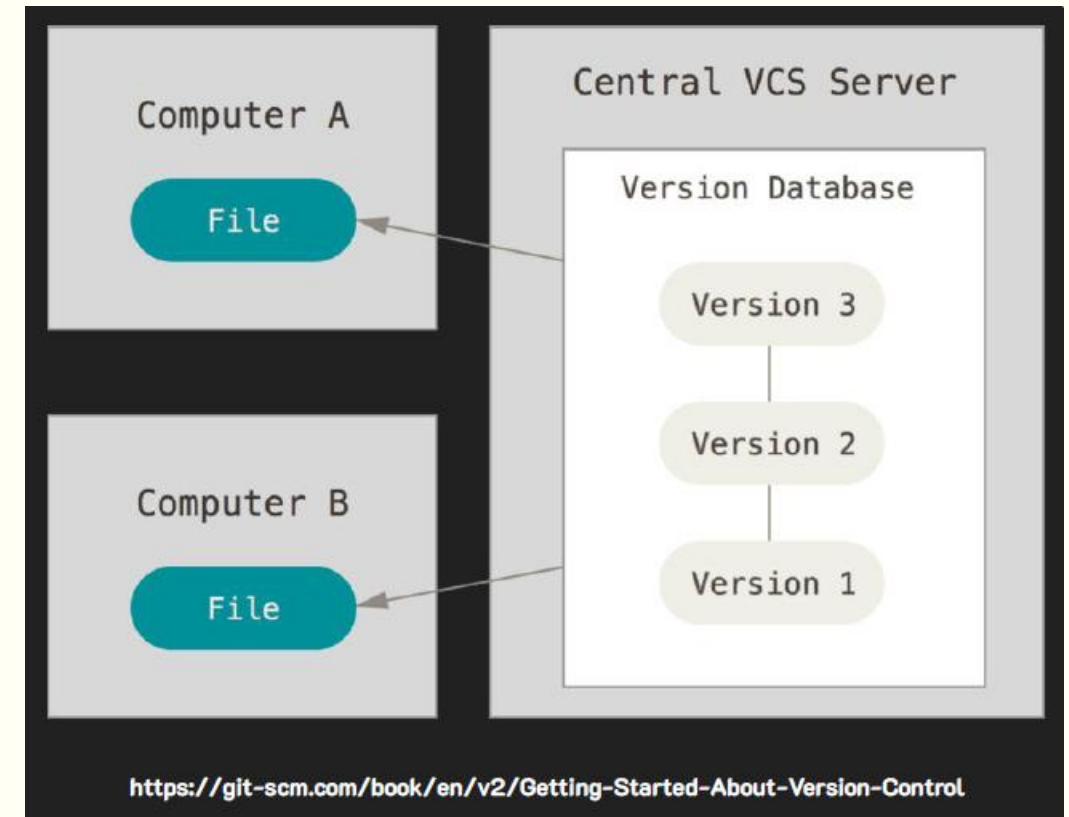 Computer A
File
Computer B
File
Central VCS Server
Version Database
Version 3
Version 2
Version 1
https://git-scm.com/book/en/v2/Getting-Started-About-Version-Control